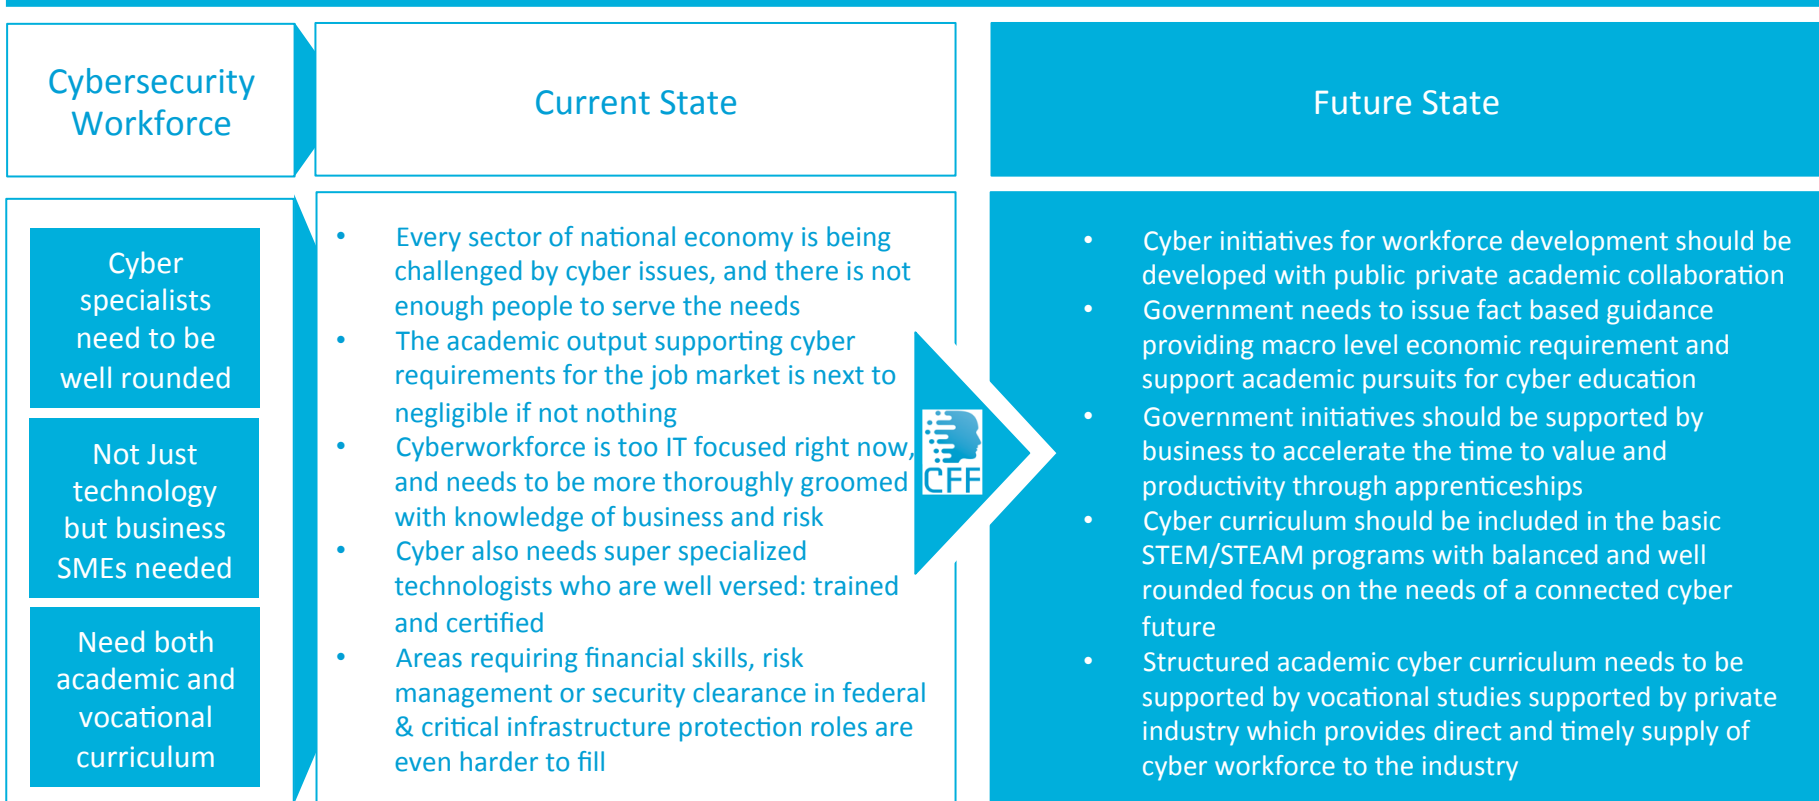 Cybersecurity
Workforce
Current State
Future State
Cyber
specialists
need to be
well rounded
Not Just
technology
but business
SMEs needed
Need both
academic and
vocational
curriculum
• Every sector of national economy is being
challenged by cyber issues, and there is not
enough people to serve the needs
• The academic output supporting cyber
requirements for the job market is next to
negligible if not nothing
• Cyberworkforce is too IT focused right now,
and needs to be more thoroughly groomed
with knowledge of business and risk
• Cyber also needs super specialized
technologists who are well versed: trained
and certified
• Areas requiring financial skills, risk
management or security clearance in federal
& critical infrastructure protection roles are
even harder to fill
CFF
• Cyber initiatives for workforce development should be
developed with public private academic collaboration
• Government needs to issue fact based guidance
providing macro level economic requirement and
support academic pursuits for cyber education
• Government initiatives should be supported by
business to accelerate the time to value and
productivity through apprenticeships
• Cyber curriculum should be included in the basic
STEM/STEAM programs with balanced and well
rounded focus on the needs of a connected cyber
future
• Structured academic cyber curriculum needs to be
supported by vocational studies supported by private
industry which provides direct and timely supply of
cyber workforce to the industry